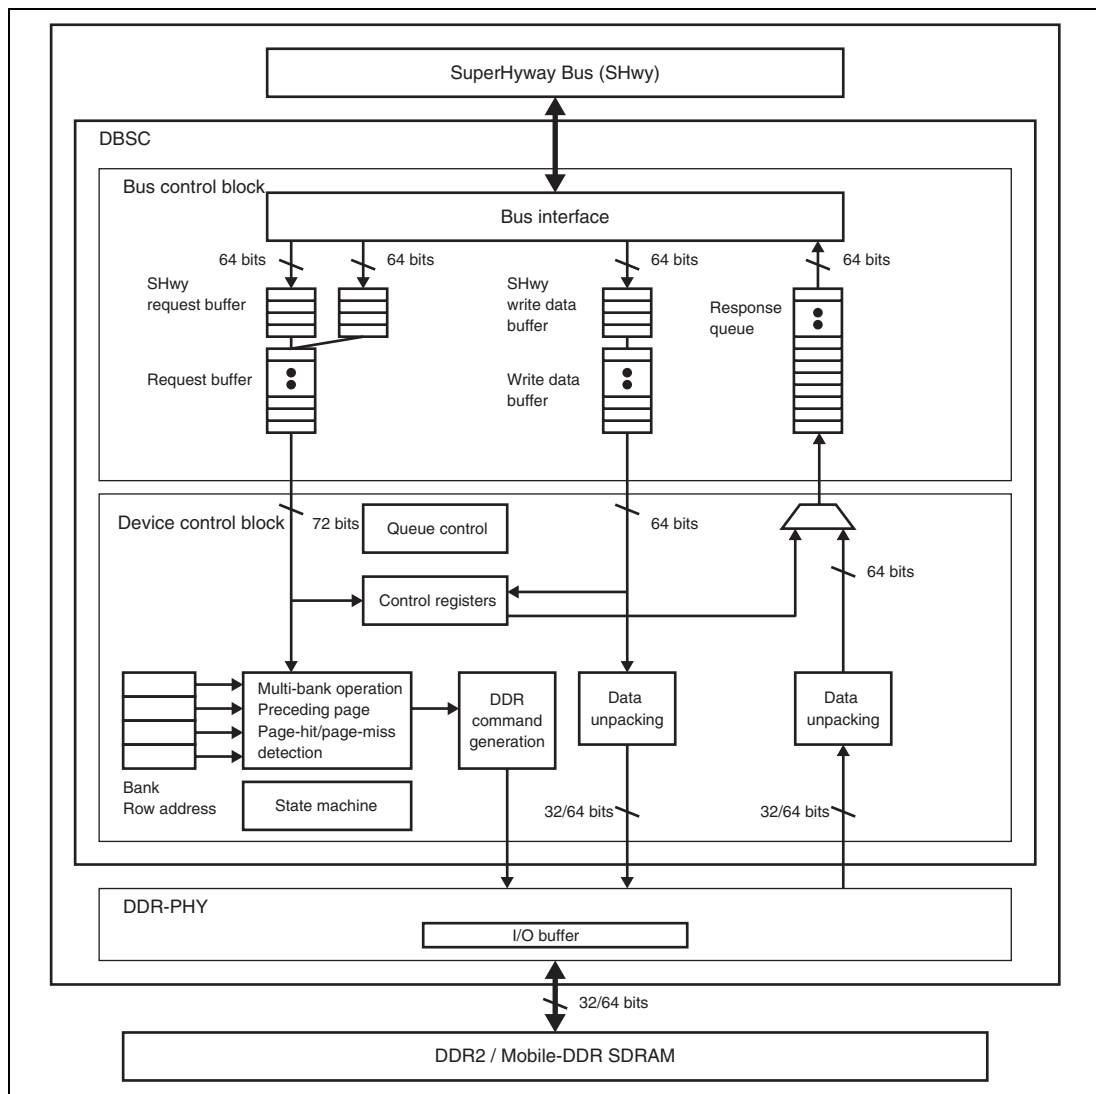 SuperHyway Bus (SHwy)
DBSC
Bus control block
Bus interface
64 bits
64 bits
64 bits
64 bits
SHwy
request buffer
SHwy
write data
buffer
Response
queue
Request buffer
Write data
buffer
Device control block
72 bits
Queue control
64 bits
64 bits
Control registers
Multi-bank operation
Preceding page
Page-hit/page-miss
detection
DDR
command
generation
Data
unpacking
Data
unpacking
Bank
Row address
State machine
32/64 bits
32/64 bits
DDR-PHY
I/O buffer
32/64 bits
DDR2 / Mobile-DDR SDRAM